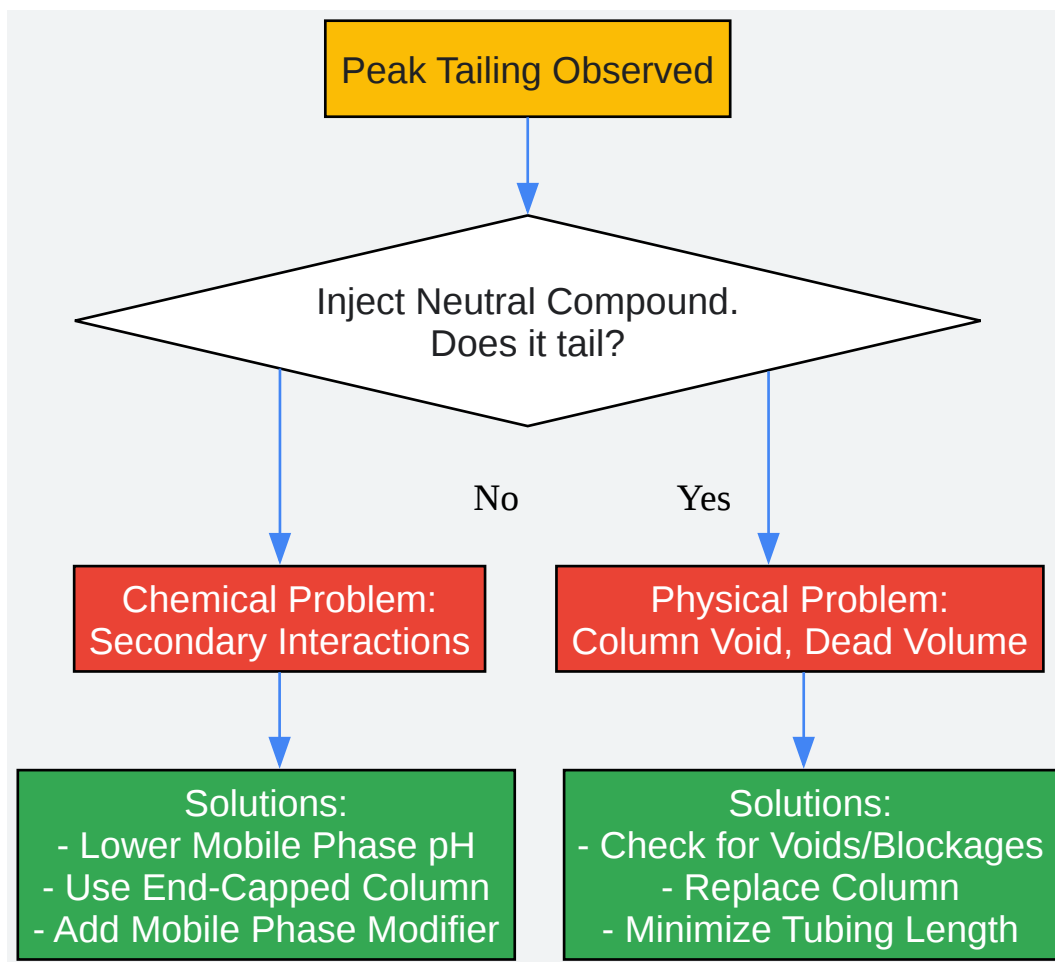 Peak Tailing Observed
Inject Neutral Compound.
Does it tail?
No
Yes
Chemical Problem:
Secondary Interactions
Physical Problem:
Column Void, Dead Volume
Solutions:
- Lower Mobile Phase pH
- Use End-Capped Column
- Add Mobile Phase Modifier
Solutions:
- Check for Voids/Blockages
- Replace Column
- Minimize Tubing Length